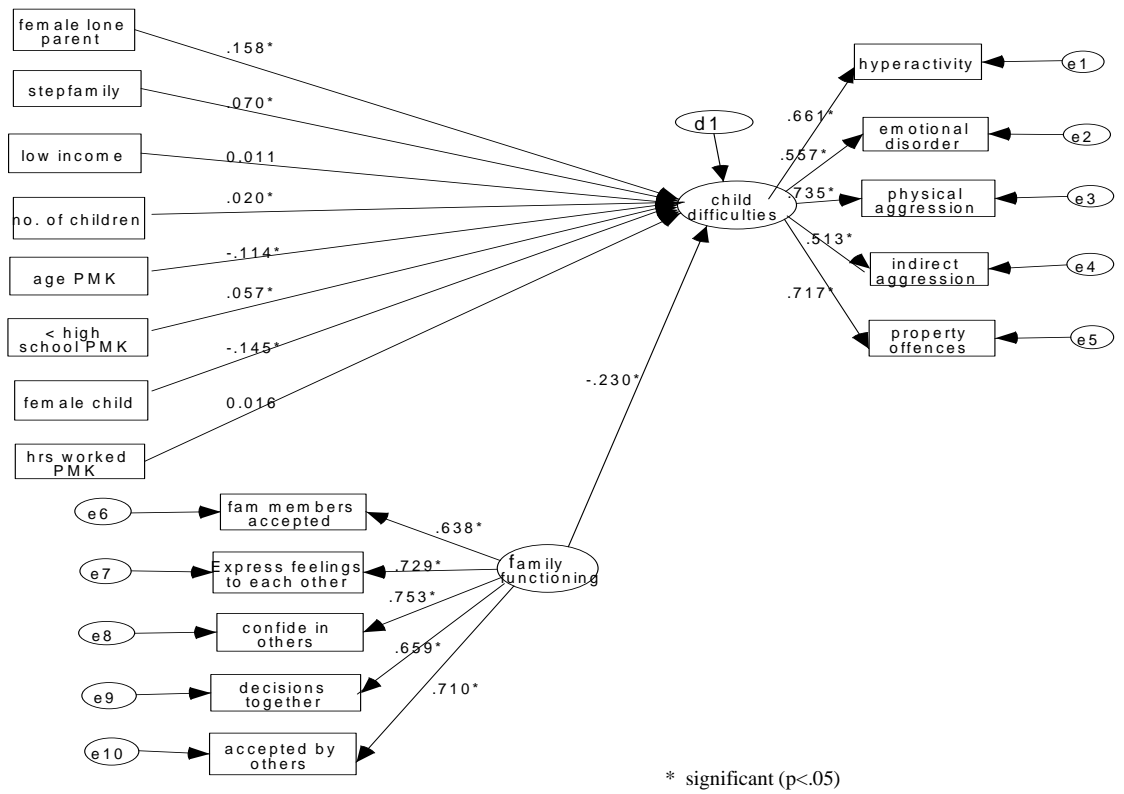 female lone
parent
.158*
stepfamily
.070*
low income
0.011
no. of children
.020*
age PMK
-.114*
< high
school PMK
.057*
female child
-.145*
hrs worked
PMK
0.016
d1
child
difficulties
.661*
hyperactivity
e1
.557*
emotional
disorder
e2
.735*
physical
aggression
e3
.513*
indirect
aggression
e4
.717*
property
offences
e5
-.230*
e6
fam members
accepted
.638*
e7
Express feelings
to each other
.729*
family
functioning
e8
confide in
others
.753*
e9
decisions
together
.659*
e10
accepted by
others
.710*
* significant (p<.05)